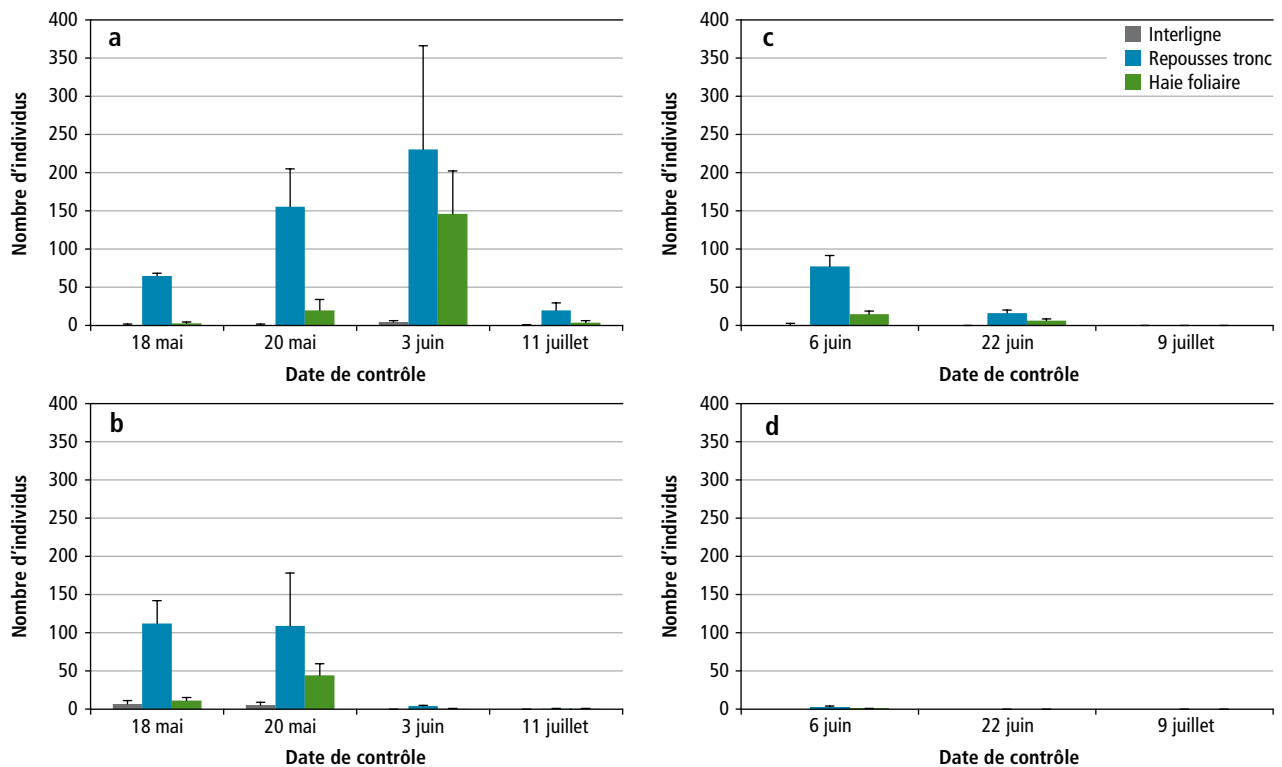 a
Nombre d'individus
400
350
300
250
200
150
100
50
0
18 mai
20 mai
3 juin
11 juillet
Date de contrôle
c
Interligne
Repousses tronc
Haie foliaire
Nombre d'individus
400
350
300
250
200
150
100
50
0
6 juin
22 juin
9 juillet
Date de contrôle
b
Nombre d'individus
400
350
300
250
200
150
100
50
0
18 mai
20 mai
3 juin
11 juillet
Date de contrôle
d
Nombre d'individus
400
350
300
250
200
150
100
50
0
6 juin
22 juin
9 juillet
Date de contrôle